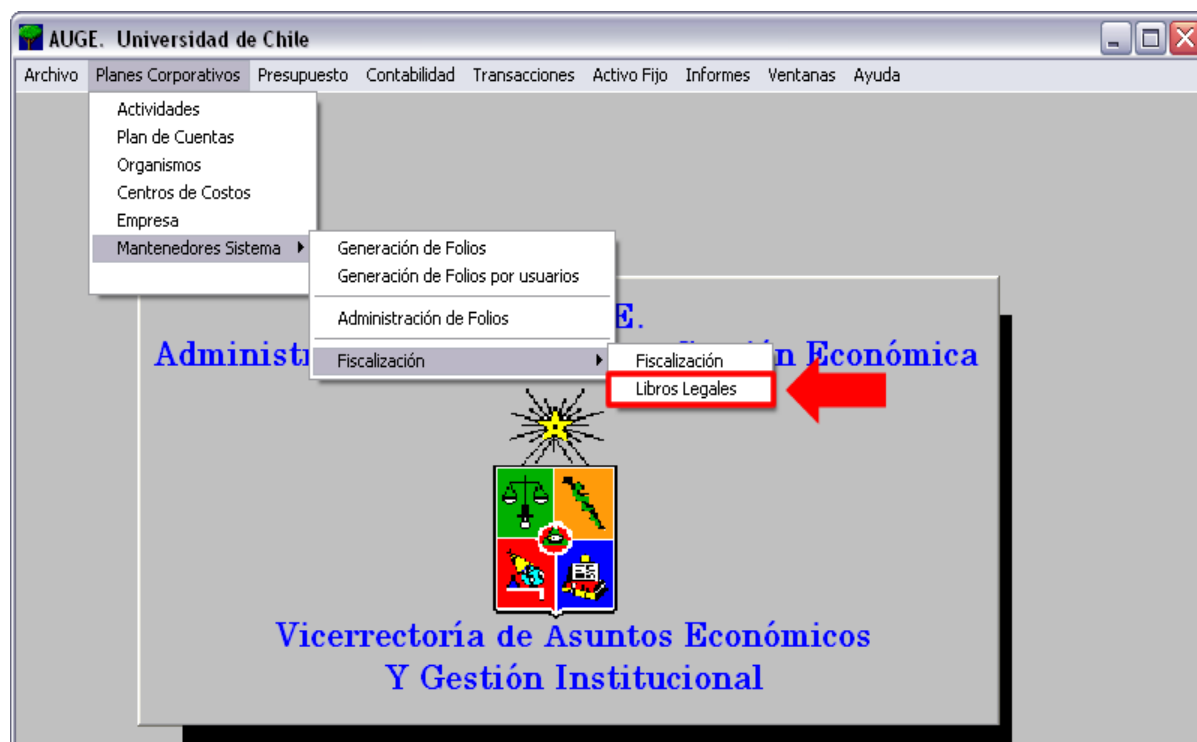 AUGE. Universidad de Chile
Archivo Planes Corporativos Presupuesto Contabilidad Transacciones Activo Fijo Informes Ventanas Ayuda
Actividades
Plan de Cuentas
Organismos
Centros de Costos
Empresa
Mantenedores Sistema
Generación de Folios
Generación de Folios por usuarios
Administración de Folios
Fiscalización
Fiscalización
Libros Legales
E.
Económica
Vicerrectoría de Asuntos Económicos
Y Gestión Institucional